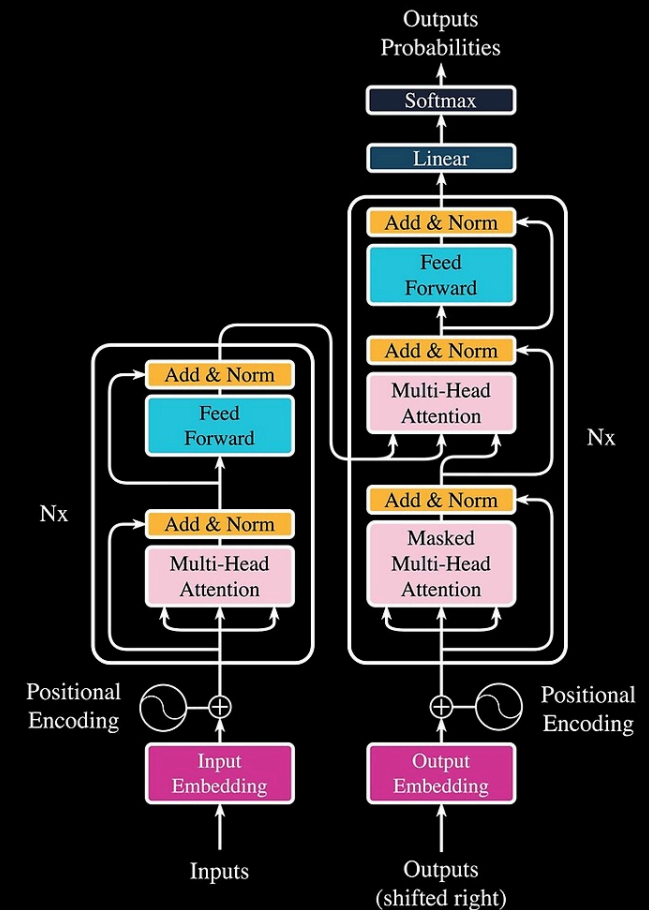 Outputs
Probabilities
Softmax
Linear
Add & Norm
Feed
Forward
Add & Norm
Multi-Head
Attention
Nx
Add & Norm
Masked
Multi-Head
Attention
Add & Norm
Feed
Forward
Nx
Add & Norm
Multi-Head
Attention
Positional
Encoding
Positional
Encoding
Input
Embedding
Output
Embedding
Inputs
Outputs
(shifted right)